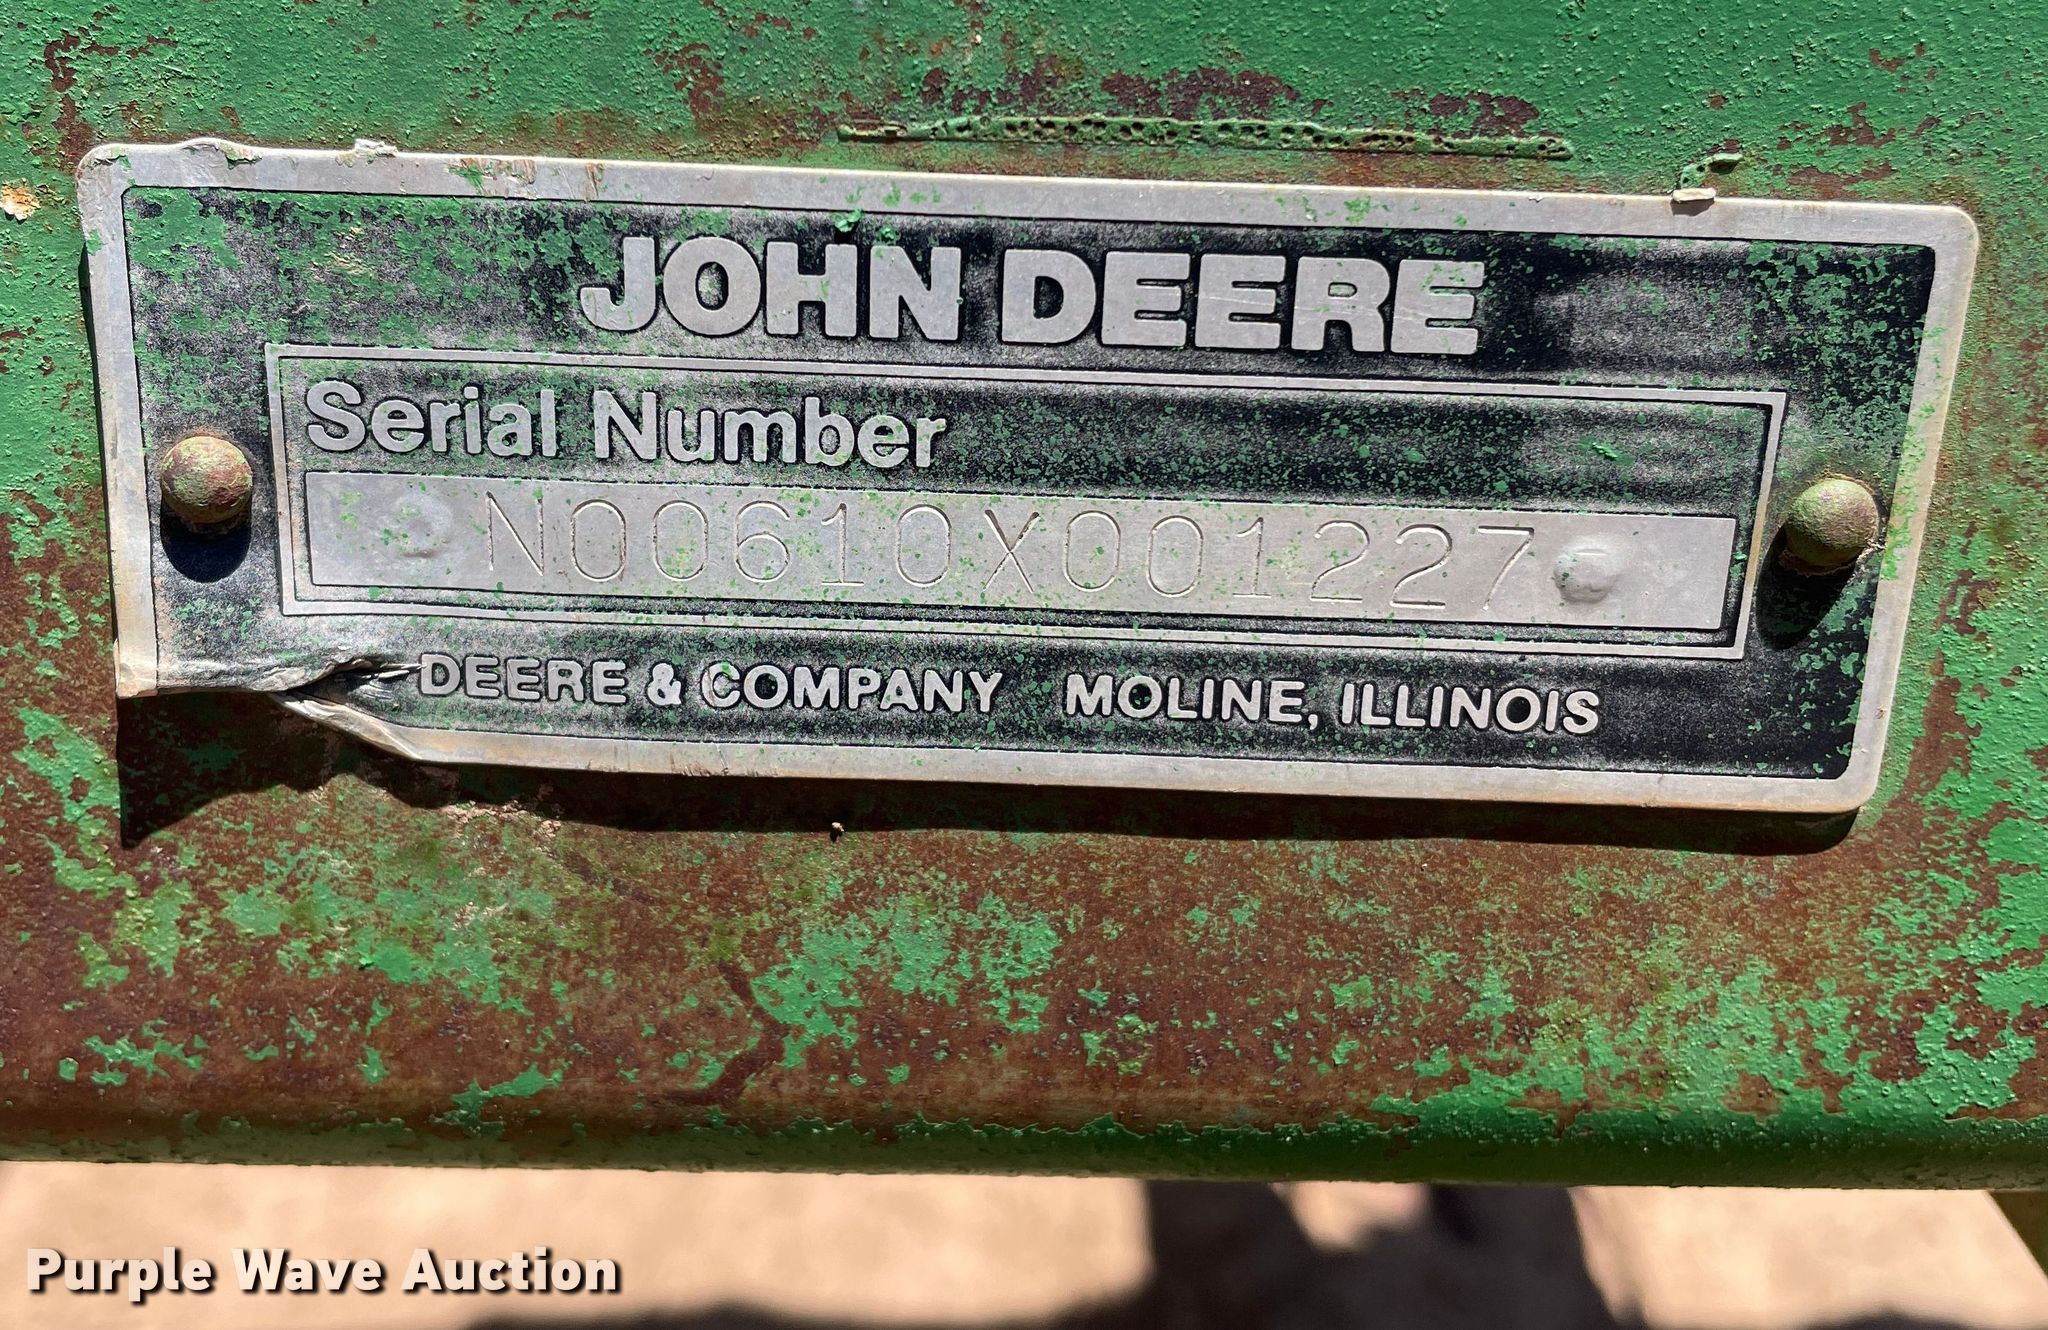 JOHN DEERE
Serial Number
N00610X001227
DEERE & COMPANY MOLINE, ILLINOIS
Purple Wave Auction